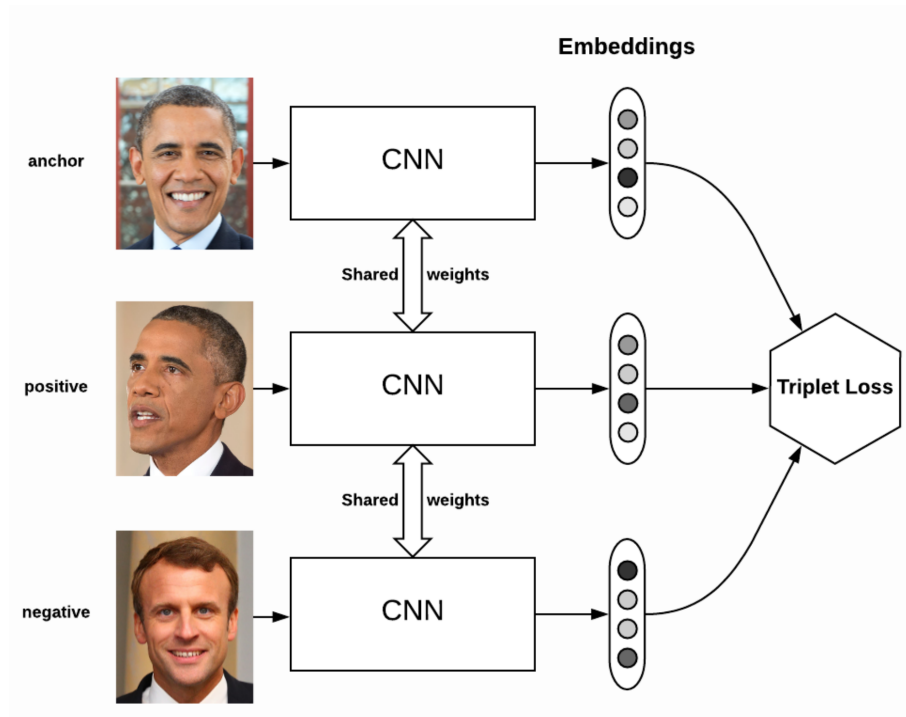 Embeddings
anchor
CNN
Shared weights
positive
CNN
Triplet Loss
Shared weights
negative
CNN